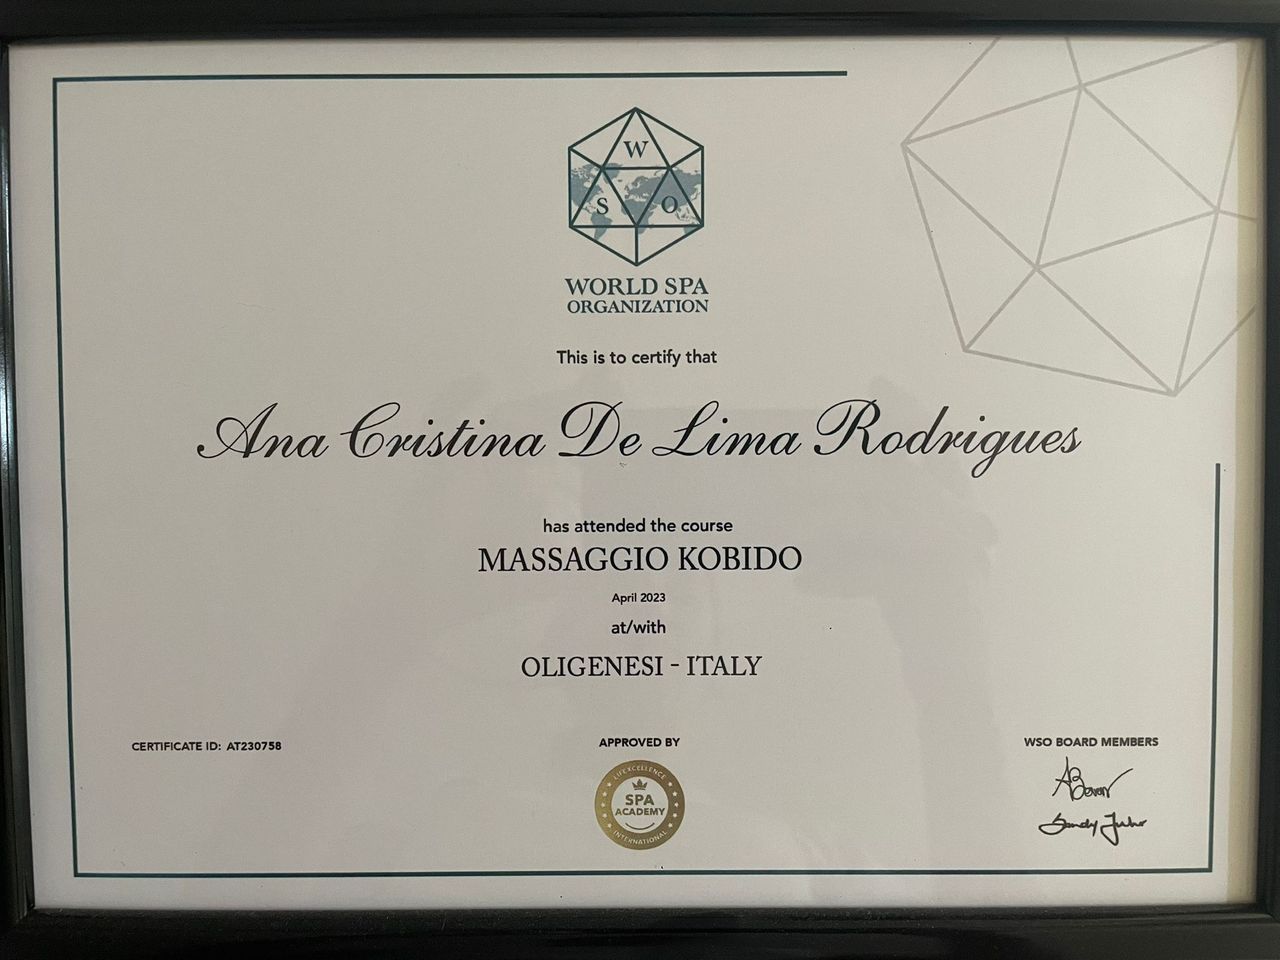 W
S O
WORLD SPA
ORGANIZATION
This is to certify that
Ana Cristina De Lima Rodrigues
has attended the course
MASSAGGIO KOBIDO
April 2023
at/with
OLIGENESI - ITALY
CERTIFICATE ID: AT230758
APPROVED BY
WSO BOARD MEMBERS
SPA
ACADEMY
INTERNATIONAL